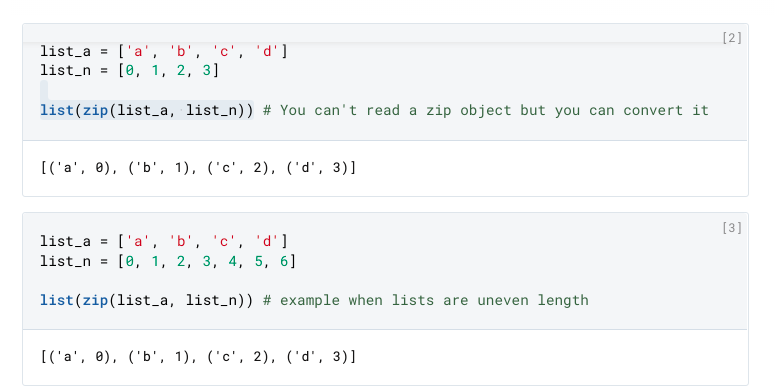 [2]
list_a = ['a', 'b', 'c', 'd']
list_n = [0, 1, 2, 3]
list(zip(list_a, list_n)) # You can't read a zip object but you can convert it
[('a', 0), ('b', 1), ('c', 2), ('d', 3)]
[3]
list_a = ['a', 'b', 'c', 'd']
list_n = [0, 1, 2, 3, 4, 5, 6]
list(zip(list_a, list_n)) # example when lists are uneven length
[('a', 0), ('b', 1), ('c', 2), ('d', 3)]